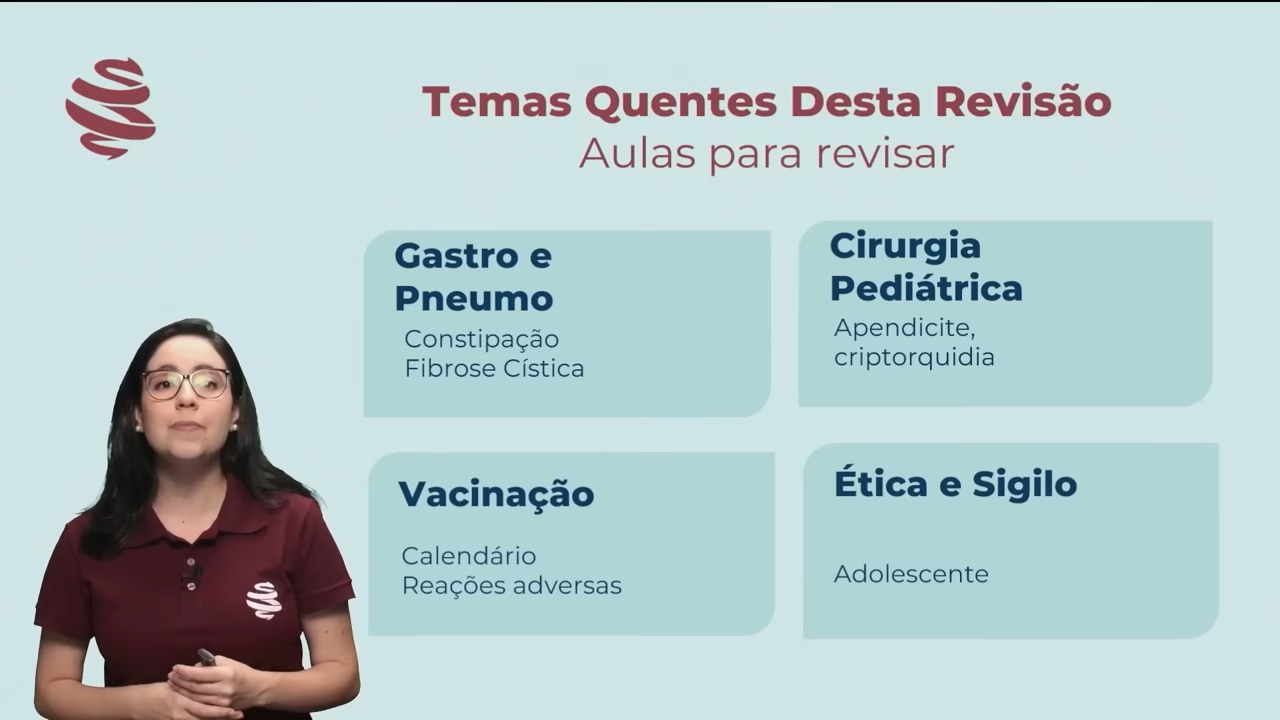 Temas Quentes Desta Revisão
Aulas para revisar
Gastro e
Pneumo
Constipação
Fibrose Cística
Cirurgia
Pediátrica
Apendicite,
criptorquidia
Vacinação
Calendário
Reações adversas
Ética e Sigilo
Adolescente